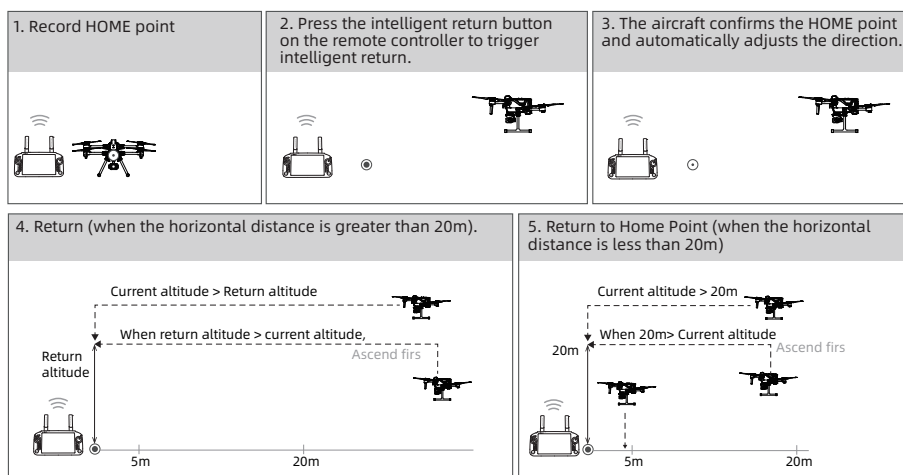 1. Record HOME point
2. Press the intelligent return button
on the remote controller to trigger
intelligent return.
3. The aircraft confirms the HOME point
and automatically adjusts the direction.
4. Return (when the horizontal distance is greater than 20m).
Current altitude > Return altitude
When return altitude > current altitude,
Ascend firs
Return
altitude
5m
20m
5. Return to Home Point (when the horizontal
distance is less than 20m)
Current altitude > 20m
When 20m> Current altitude
Ascend firs
20m
5m
20m